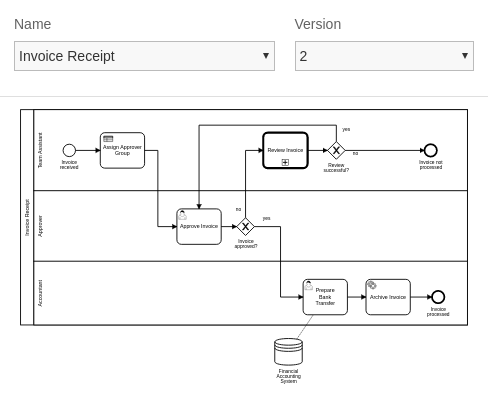 Name
Version
Invoice Receipt
2
Invoice Receipt
Team Assistant
Invoice
received
Assign Approver
Group
Review Invoice
yes
no
Review
successful?
Invoice not
processed
Approver
Approve Invoice
no
yes
Invoice
approved?
Accountant
Prepare
Bank
Transfer
Archive Invoice
Invoice
processed
Financial
Accounting
System